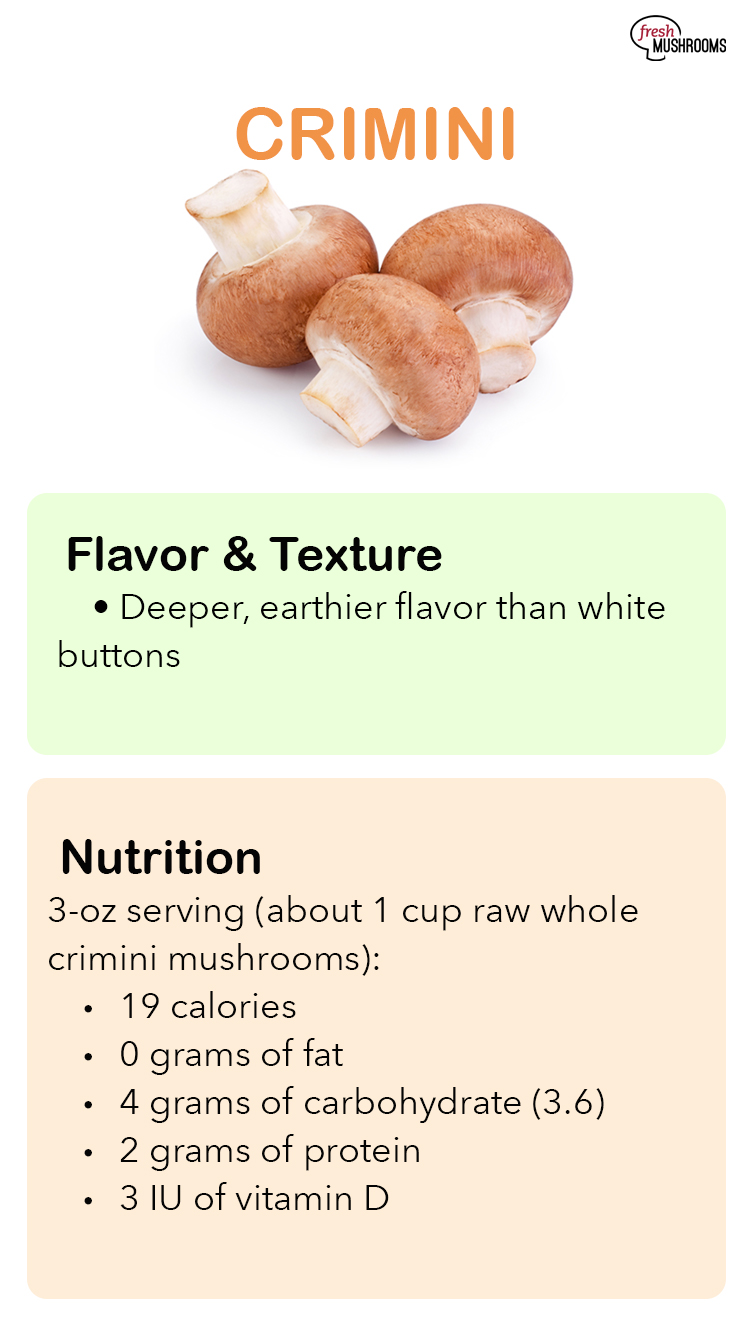 fresh
MUSHROOMS
CRIMINI
Flavor & Texture
• Deeper, earthier flavor than white
buttons
Nutrition
3-oz serving (about 1 cup raw whole
crimini mushrooms):
• 19 calories
• 0 grams of fat
• 4 grams of carbohydrate (3.6)
• 2 grams of protein
• 3 IU of vitamin D